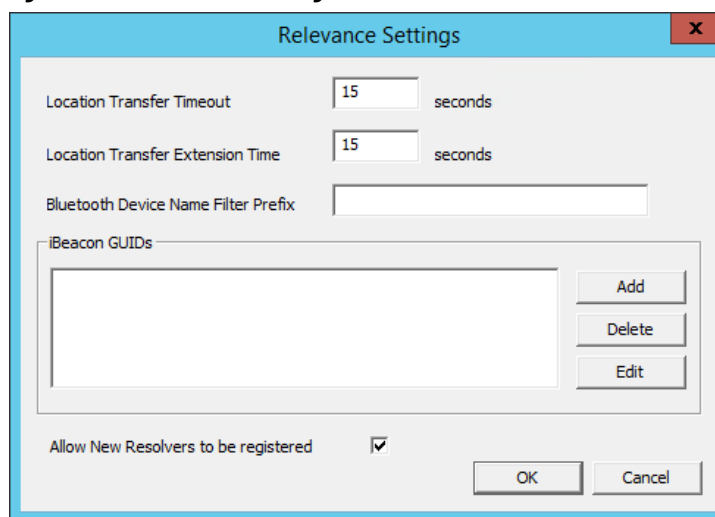 Relevance Settings
x
Location Transfer Timeout 15 seconds
Location Transfer Extension Time 15 seconds
Bluetooth Device Name Filter Prefix
iBeacon GUIDs
Add
Delete
Edit
Allow New Resolvers to be registered
OK Cancel